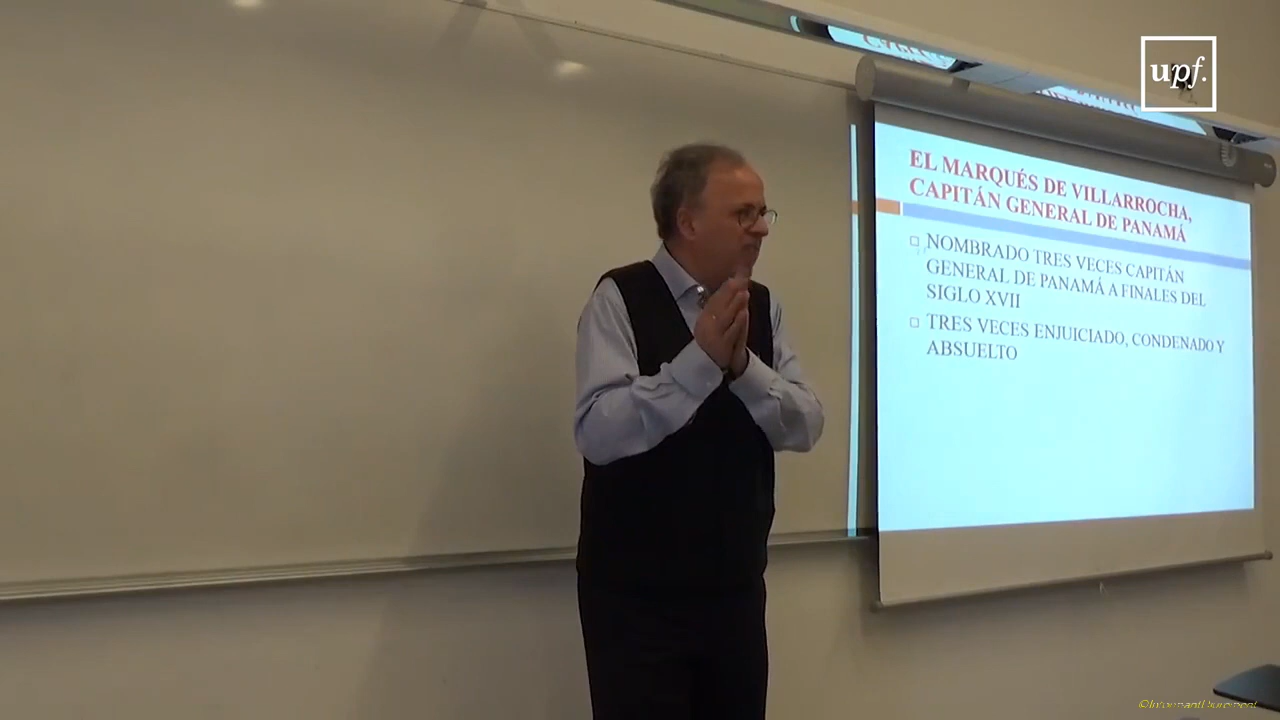 upf.
EL MARQUÉS DE VILLARROCHA,
CAPITÁN GENERAL DE PANAMÁ
NOMBRADO TRES VECES CAPITÁN
GENERAL DE PANAMÁ A FINALES DEL
SIGLO XVII
TRES VECES ENJUICIADO, CONDENADO Y
ABSUELTO